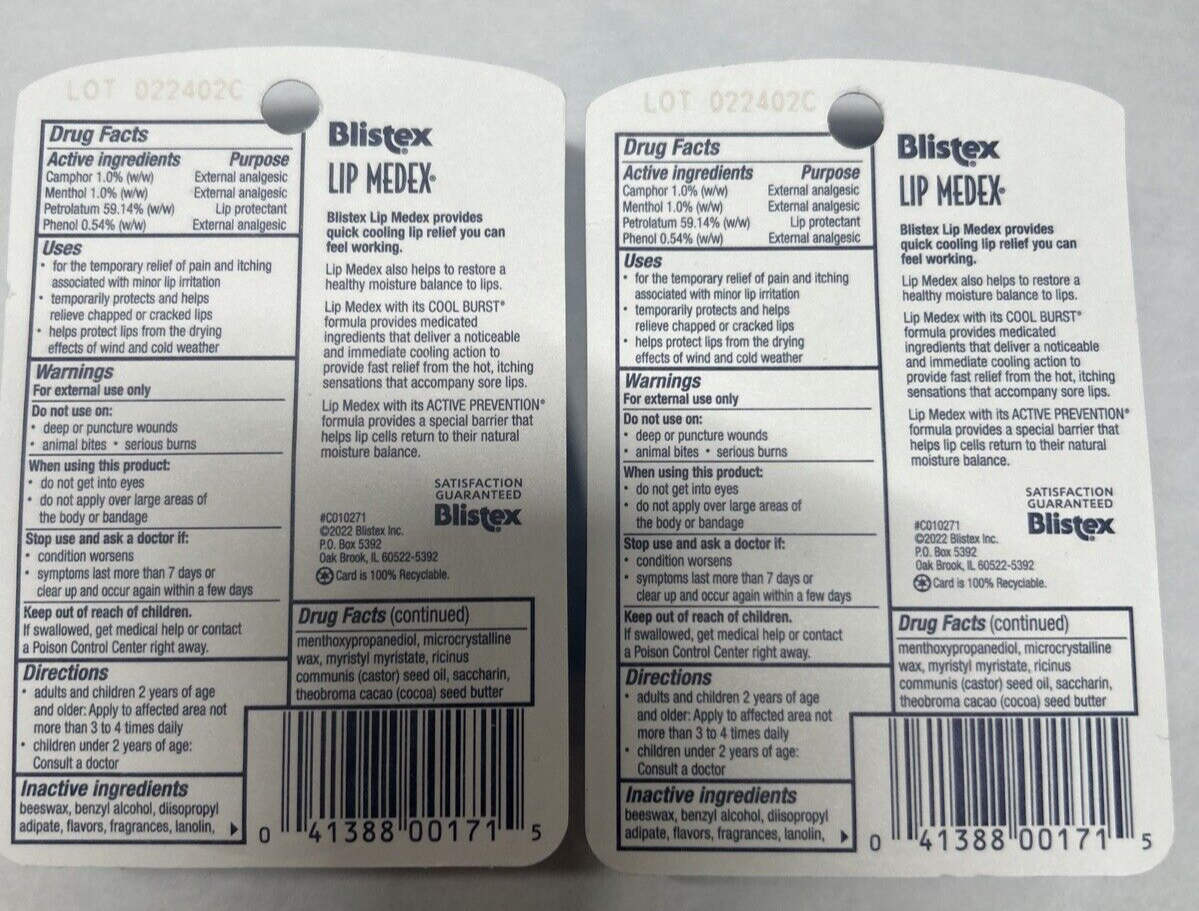 LOT 022402C
Drug Facts
Active ingredients Purpose
Camphor 1.0% (w/w) External analgesic
Menthol 1.0% (w/w) External analgesic
Petrolatum 59.14% (w/w) Lip protectant
Phenol 0.54% (w/w) External analgesic
Uses
• for the temporary relief of pain and itching
associated with minor lip irritation
• temporarily protects and helps
relieve chapped or cracked lips
• helps protect lips from the drying
effects of wind and cold weather
Warnings
For external use only
Do not use on:
• deep or puncture wounds
• animal bites • serious burns
When using this product:
• do not get into eyes
• do not apply over large areas of
the body or bandage
Stop use and ask a doctor if:
• condition worsens
• symptoms last more than 7 days or
clear up and occur again within a few days
Keep out of reach of children.
If swallowed, get medical help or contact
a Poison Control Center right away.
Directions
• adults and children 2 years of age
and older: Apply to affected area not
more than 3 to 4 times daily
• children under 2 years of age:
Consult a doctor
Inactive ingredients
beeswax, benzyl alcohol, diisopropyl
adipate, flavors, fragrances, lanolin,
Blistex
LIP MEDEX®
Blistex Lip Medex provides
quick cooling lip relief you can
feel working.
Lip Medex also helps to restore a
healthy moisture balance to lips.
Lip Medex with its COOL BURST®
formula provides medicated
ingredients that deliver a noticeable
and immediate cooling action to
provide fast relief from the hot, itching
sensations that accompany sore lips.
Lip Medex with its ACTIVE PREVENTION®
formula provides a special barrier that
helps lip cells return to their natural
moisture balance.
SATISFACTION
GUARANTEED
Blistex
#C010271
©2022 Blistex Inc.
P.O. Box 5392
Oak Brook, IL 60522-5392
Card is 100% Recyclable.
Drug Facts (continued)
menthoxypropanediol, microcrystalline
wax, myristyl myristate, ricinus
communis (castor) seed oil, saccharin,
theobroma cacao (cocoa) seed butter
0 41388 00171 5
LOT 022402C
Drug Facts
Active ingredients Purpose
Camphor 1.0% (w/w) External analgesic
Menthol 1.0% (w/w) External analgesic
Petrolatum 59.14% (w/w) Lip protectant
Phenol 0.54% (w/w) External analgesic
Uses
• for the temporary relief of pain and itching
associated with minor lip irritation
• temporarily protects and helps
relieve chapped or cracked lips
• helps protect lips from the drying
effects of wind and cold weather
Warnings
For external use only
Do not use on:
• deep or puncture wounds
• animal bites • serious burns
When using this product:
• do not get into eyes
• do not apply over large areas of
the body or bandage
Stop use and ask a doctor if:
• condition worsens
• symptoms last more than 7 days or
clear up and occur again within a few days
Keep out of reach of children.
If swallowed, get medical help or contact
a Poison Control Center right away.
Directions
• adults and children 2 years of age
and older: Apply to affected area not
more than 3 to 4 times daily
• children under 2 years of age:
Consult a doctor
Inactive ingredients
beeswax, benzyl alcohol, diisopropyl
adipate, flavors, fragrances, lanolin,
Blistex
LIP MEDEX®
Blistex Lip Medex provides
quick cooling lip relief you can
feel working.
Lip Medex also helps to restore a
healthy moisture balance to lips.
Lip Medex with its COOL BURST®
formula provides medicated
ingredients that deliver a noticeable
and immediate cooling action to
provide fast relief from the hot, itching
sensations that accompany sore lips.
Lip Medex with its ACTIVE PREVENTION®
formula provides a special barrier that
helps lip cells return to their natural
moisture balance.
SATISFACTION
GUARANTEED
Blistex
#C010271
©2022 Blistex Inc.
P.O. Box 5392
Oak Brook, IL 60522-5392
Card is 100% Recyclable.
Drug Facts (continued)
menthoxypropanediol, microcrystalline
wax, myristyl myristate, ricinus
communis (castor) seed oil, saccharin,
theobroma cacao (cocoa) seed butter
0 41388 00171 5